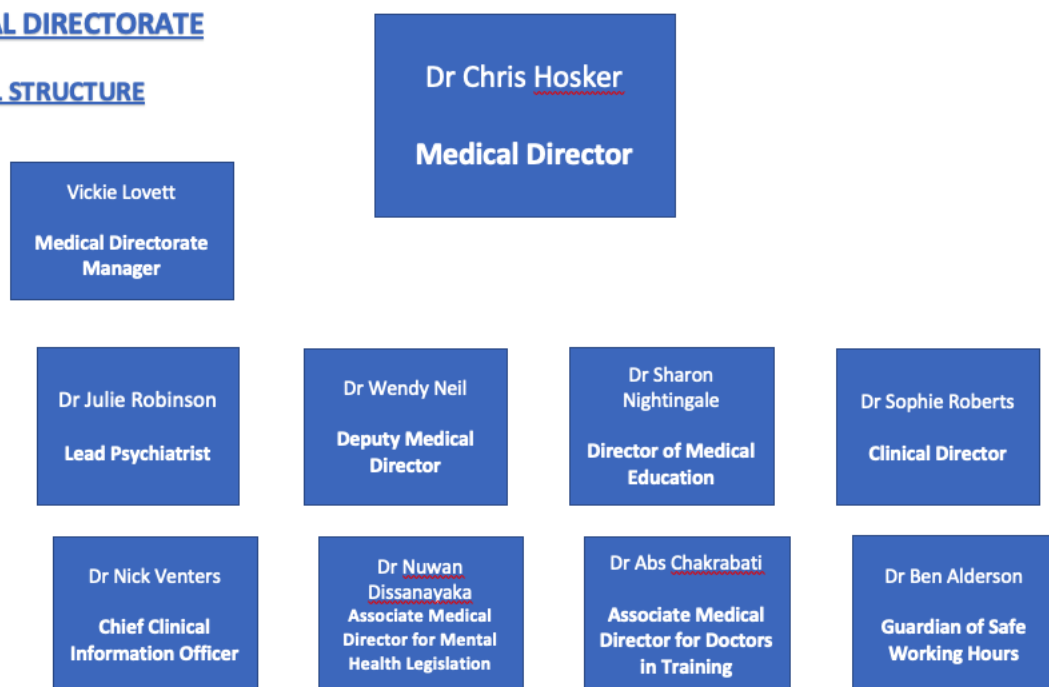 AL DIRECTORATE
L STRUCTURE
Dr Chris Hosker
Medical Director
Vickie Lovett
Medical Directorate
Manager
Dr Julie Robinson
Lead Psychiatrist
Dr Wendy Neil
Deputy Medical
Director
Dr Sharon
Nightingale
Director of Medical
Education
Dr Sophie Roberts
Clinical Director
Dr Nick Venters
Chief Clinical
Information Officer
Dr Nuwan
Dissanayaka
Associate Medical
Director for Mental
Health Legislation
Dr Abs Chakrabati
Associate Medical
Director for Doctors
in Training
Dr Ben Alderson
Guardian of Safe
Working Hours